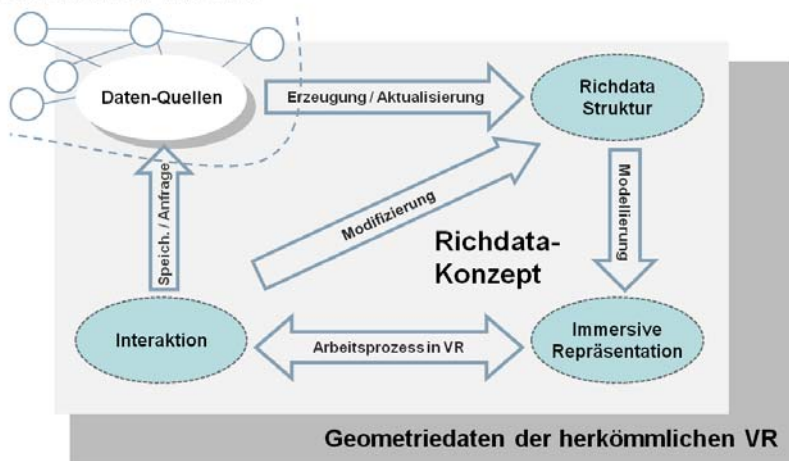 Daten-Quellen
Erzeugung / Aktualisierung
Richdata
Struktur
Speich. / Anfrage
Modifizierung
Modellierung
Richdata-
Konzept
Interaktion
Arbeitsprozess in VR
Immersive
Repräsentation
Geometriedaten der herkömmlichen VR